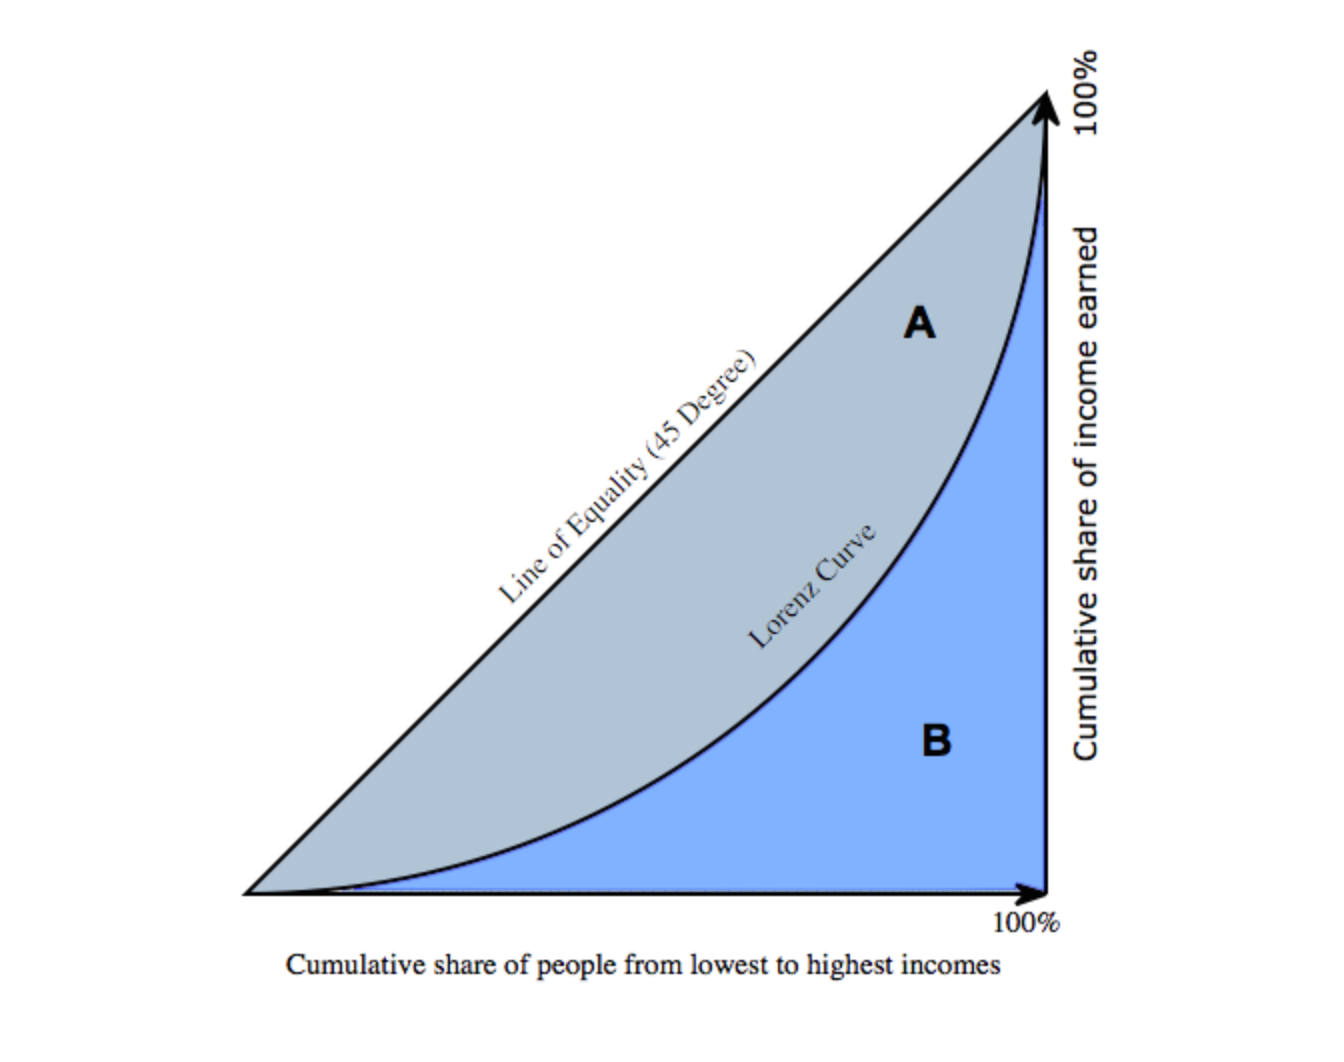 100%
Cumulative share of income earned
A
Line of Equality (45 Degree)
Lorenz Curve
B
100%
Cumulative share of people from lowest to highest incomes